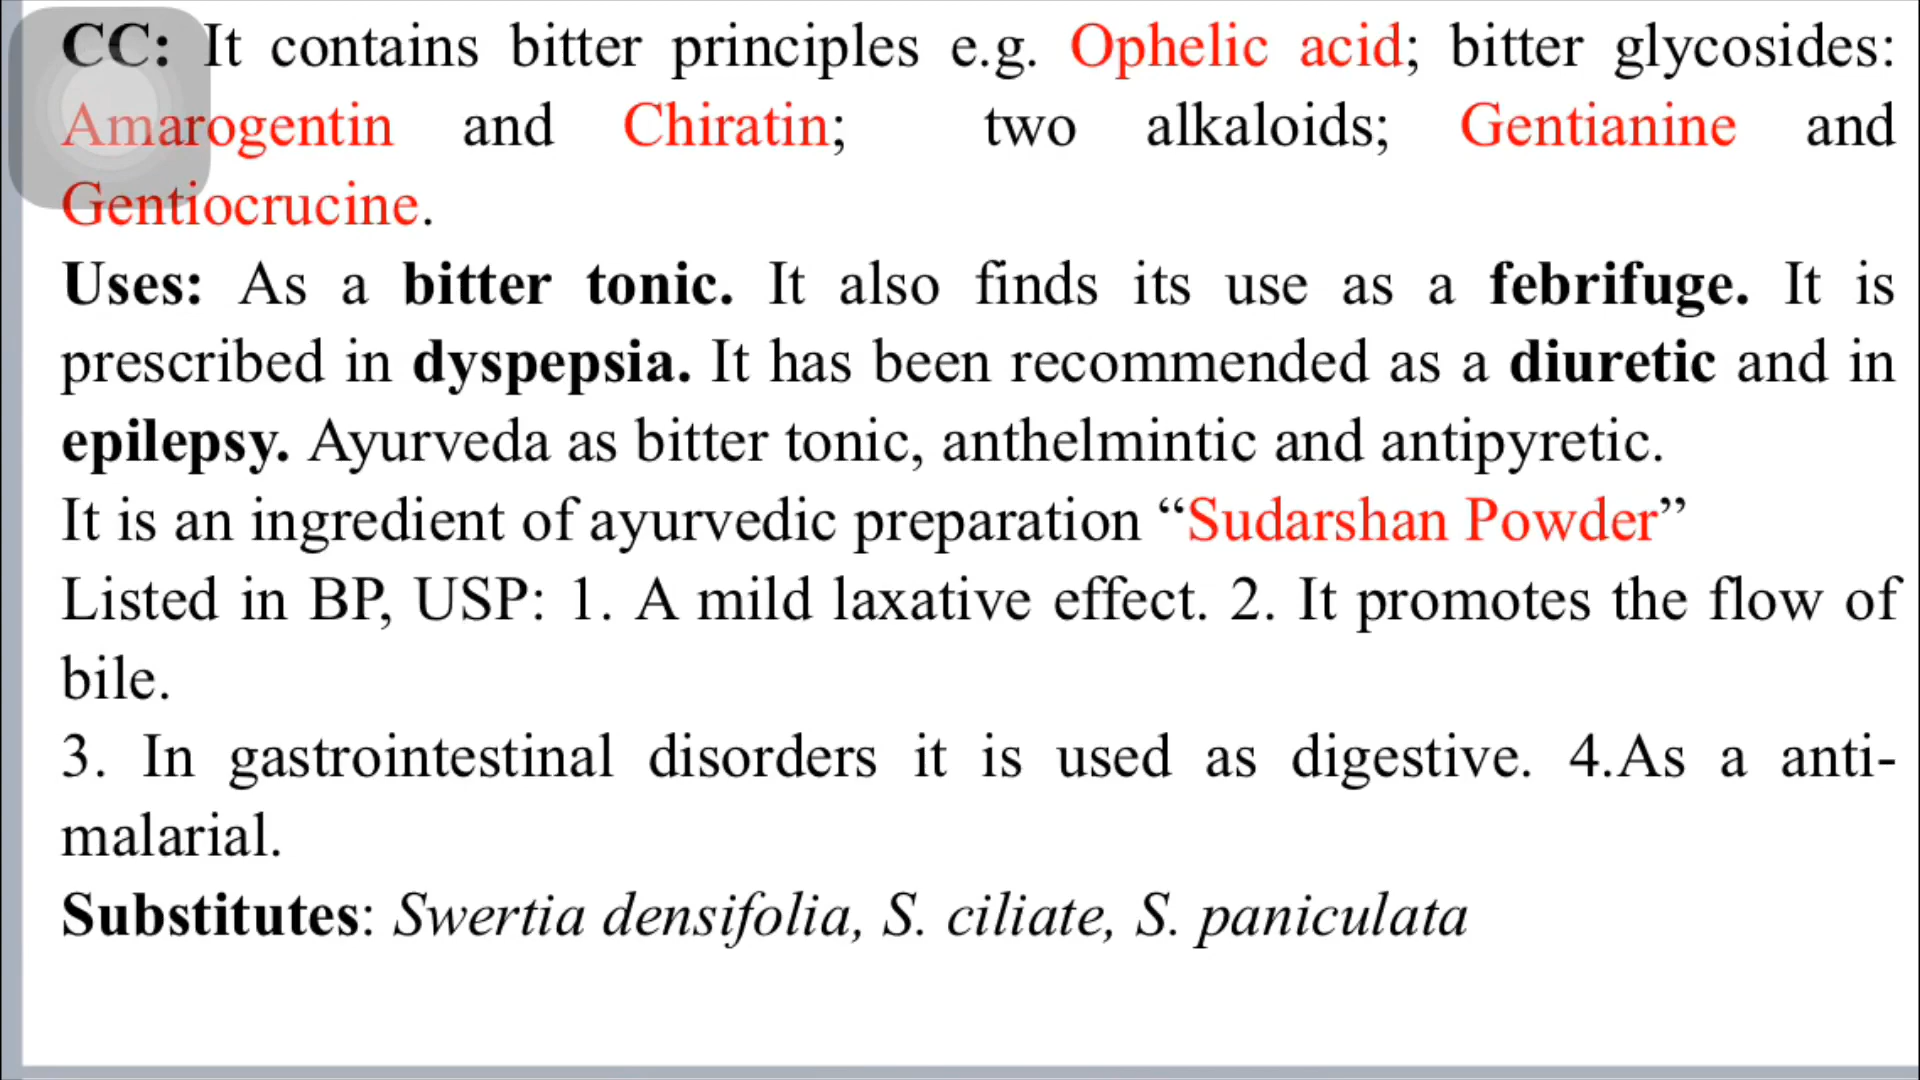 CC: It contains bitter principles e.g. Ophelic acid; bitter glycosides:
Amarogentin and Chiratin; two alkaloids; Gentianine and
Gentiocrucine.
Uses: As a bitter tonic. It also finds its use as a febrifuge. It is
prescribed in dyspepsia. It has been recommended as a diuretic and in
epilepsy. Ayurveda as bitter tonic, anthelmintic and antipyretic.
It is an ingredient of ayurvedic preparation “Sudarshan Powder”
Listed in BP, USP: 1. A mild laxative effect. 2. It promotes the flow of
bile.
3. In gastrointestinal disorders it is used as digestive. 4.As a anti-
malarial.
Substitutes: Swertia densifolia, S. ciliate, S. paniculata